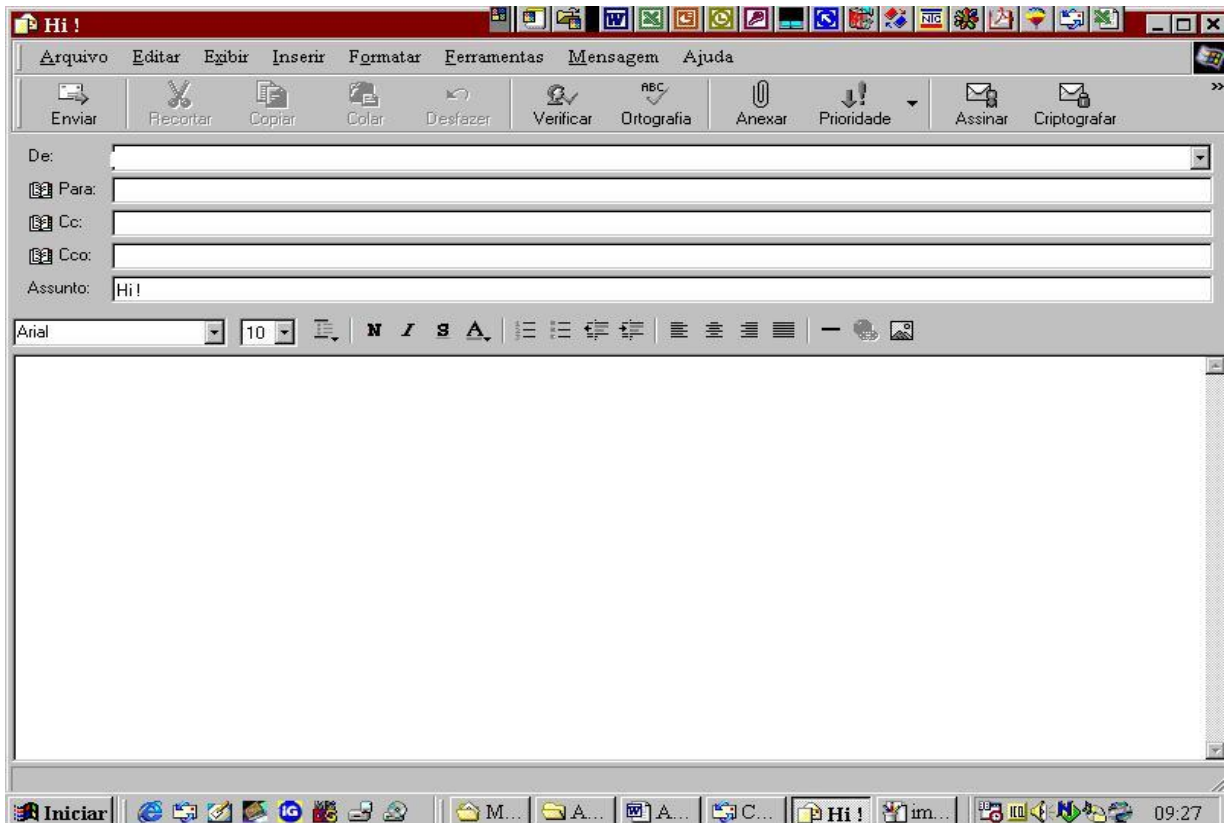 Hi !
Arquivo Editar Exibir Inserir Formatar Ferramentas Mensagem Ajuda
Enviar Recortar Copiar Colar Desfazer Verificar Ortografia Anexar Prioridade Assinar Criptografar
De:
Para:
Cc:
Cco:
Assunto: Hi !
Arial 10 N I S A
Iniciar M... A... A... C... Hi ! im... 09:27